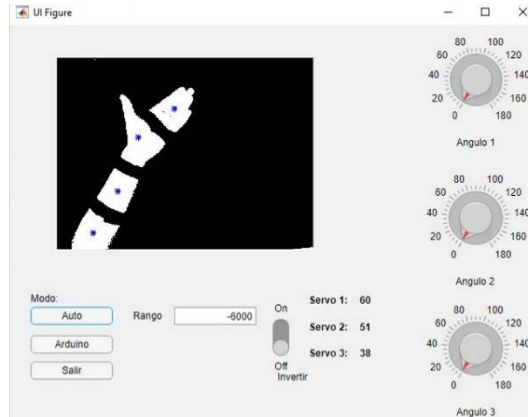 UI Figure
80 100
60 120
40 140
20 160
0 180
Angulo 1
80 100
60 120
40 140
20 160
0 180
Angulo 2
80 100
60 120
40 140
20 160
0 180
Angulo 3
Modo:
Auto
Arduino
Salir
Rango -6000
On
Off
Invertir
Servo 1: 60
Servo 2: 51
Servo 3: 38